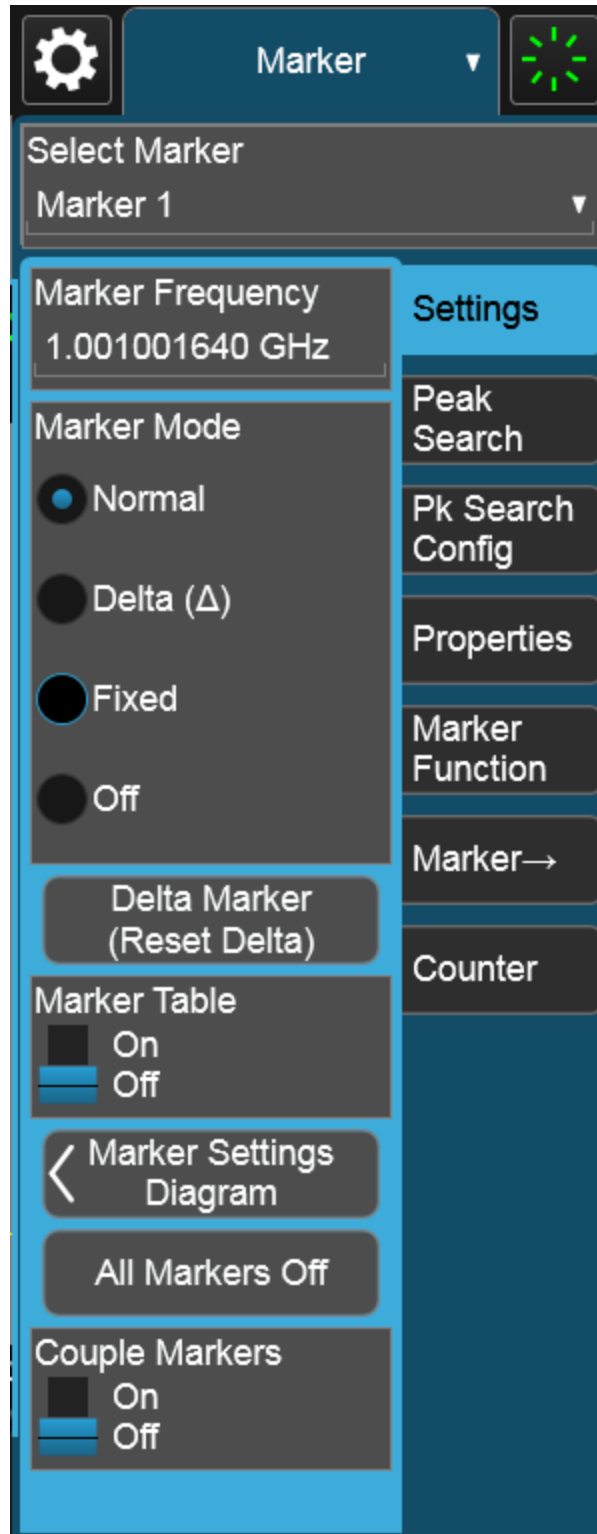 Marker
Select Marker
Marker 1
Marker Frequency
1.001001640 GHz
Marker Mode
Normal
Delta (Δ)
Fixed
Off
Delta Marker
(Reset Delta)
Marker Table
On
Off
Marker Settings
Diagram
All Markers Off
Couple Markers
On
Off
Settings
Peak
Search
Pk Search
Config
Properties
Marker
Function
Marker→
Counter